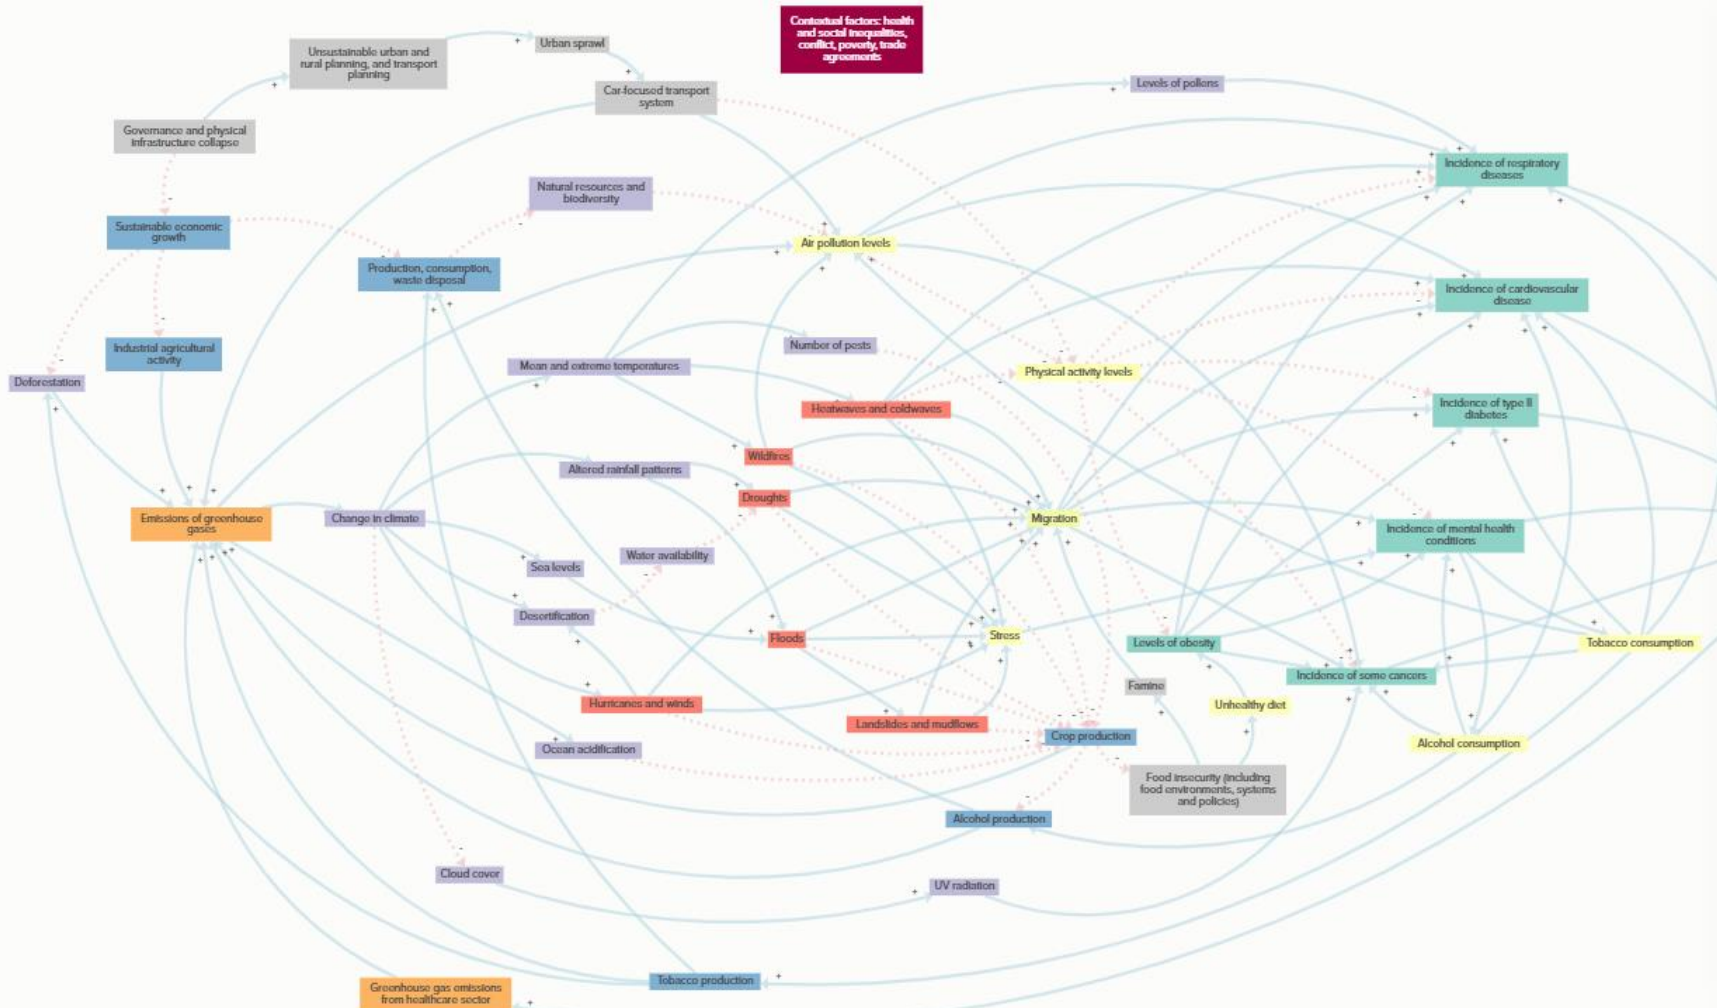 Contextual factors: health
and social inequalities,
conflict, poverty, trade
agreements
Unsustainable urban and
rural planning, and transport
planning
Urban sprawl
Car-focused transport
system
Levels of pollens
Governance and physical
infrastructure collapse
Incidence of respiratory
diseases
Natural resources and
biodiversity
Sustainable economic
growth
Air pollution levels
Production, consumption,
waste disposal
Incidence of cardiovascular
disease
Industrial agricultural
activity
Number of pests
Deforestation
Mean and extreme temperatures
Physical activity levels
Heatwaves and coldwaves
Incidence of type II
diabetes
Wildfires
Altered rainfall patterns
Droughts
Emissions of greenhouse
gases
Change in climate
Migration
Incidence of mental health
conditions
Water availability
Sea levels
Desertification
Floods
Stress
Levels of obesity
Tobacco consumption
Incidence of some cancers
Famine
Hurricanes and winds
Unhealthy diet
Landslides and mudflows
Crop production
Alcohol consumption
Ocean acidification
Food insecurity (including
food environments, systems
and policies)
Alcohol production
Cloud cover
UV radiation
Tobacco production
Greenhouse gas emissions
from healthcare sector